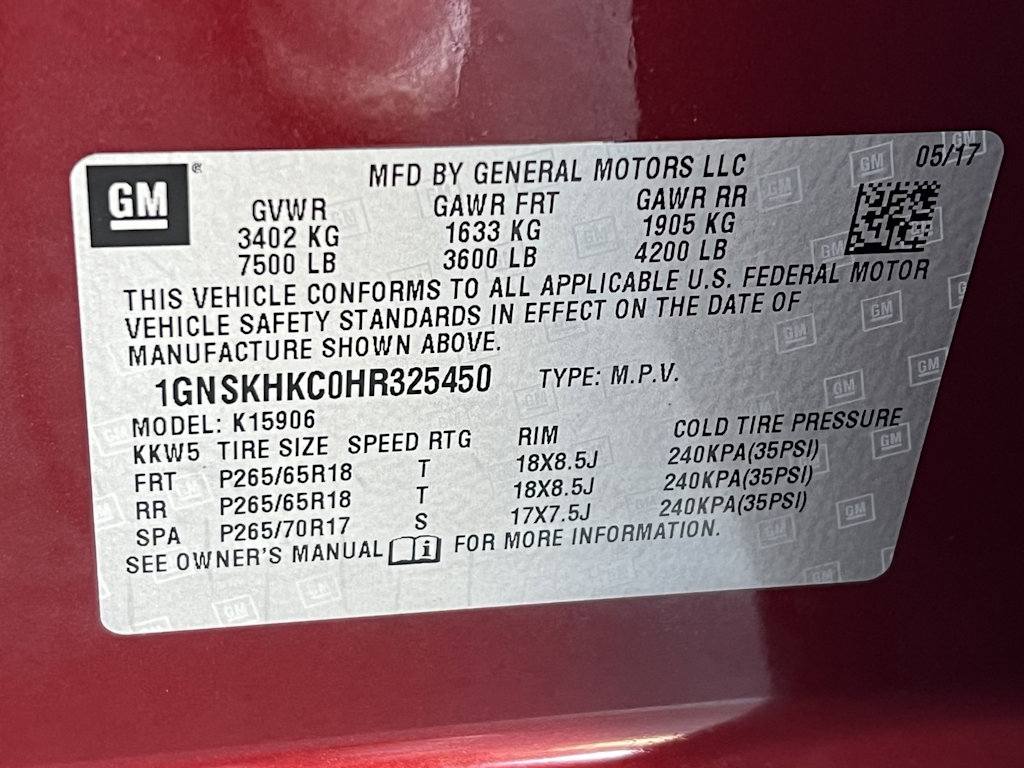 GM ®
MFD BY GENERAL MOTORS LLC 05/17
GVWR GAWR FRT GAWR RR
3402 KG 1633 KG 1905 KG
7500 LB 3600 LB 4200 LB
THIS VEHICLE CONFORMS TO ALL APPLICABLE U.S. FEDERAL MOTOR
VEHICLE SAFETY STANDARDS IN EFFECT ON THE DATE OF
MANUFACTURE SHOWN ABOVE.
1GNSKHKC0HR325450 TYPE: M.P.V.
MODEL: K15906
KKW5 TIRE SIZE SPEED RTG RIM COLD TIRE PRESSURE
FRT P265/65R18 T 18X8.5J 240KPA(35PSI)
RR P265/65R18 T 18X8.5J 240KPA(35PSI)
SPA P265/70R17 S 17X7.5J 240KPA(35PSI)
SEE OWNER'S MANUAL i FOR MORE INFORMATION.